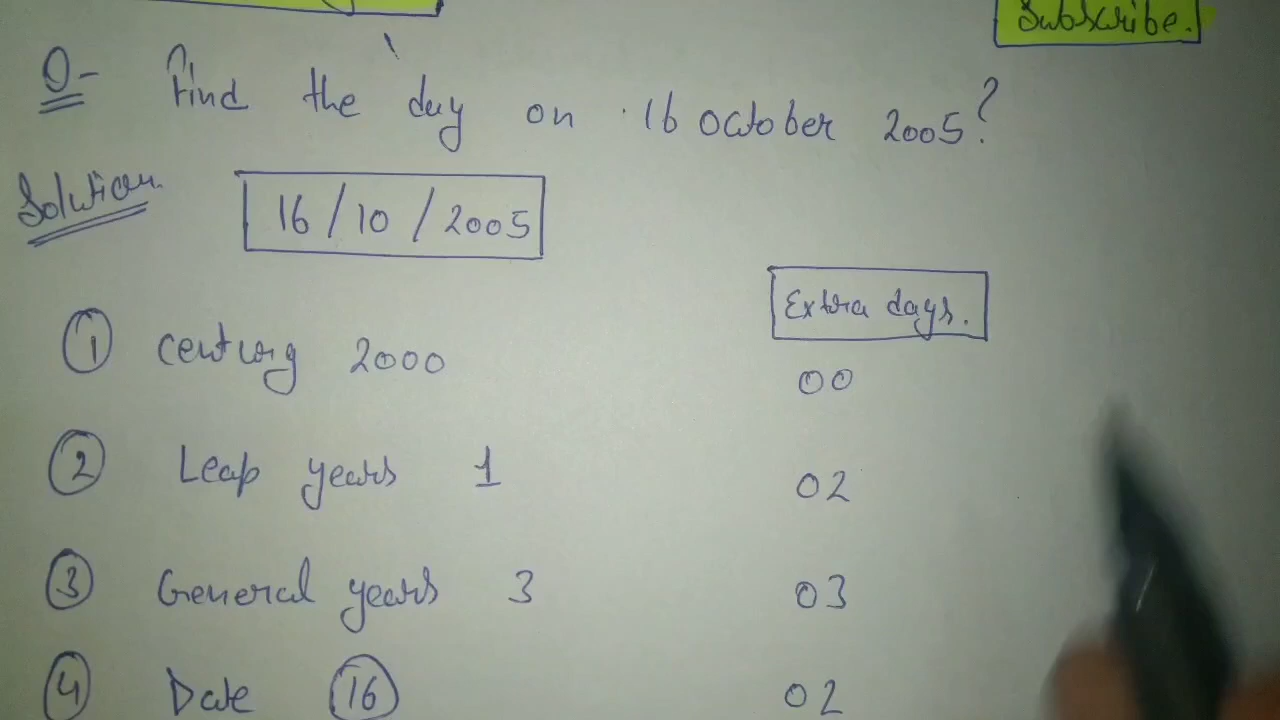 Subscribe.
Q- Find the day on 16 october 2005?
Solution.
16/10/2005
Extra days.
① Century 2000 00
② Leap years 1 02
③ General years 3 03
④ Date 16 02